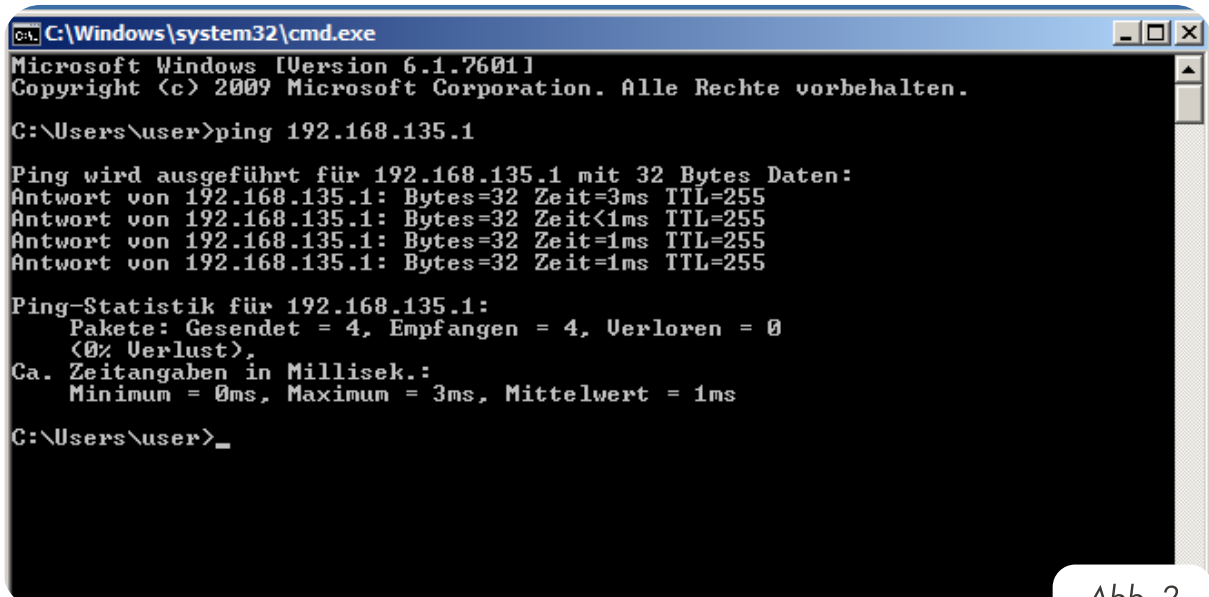 C:\Windows\system32\cmd.exe
Microsoft Windows [Version 6.1.7601]
Copyright (c) 2009 Microsoft Corporation. Alle Rechte vorbehalten.
C:\Users\user>ping 192.168.135.1
Ping wird ausgeführt für 192.168.135.1 mit 32 Bytes Daten:
Antwort von 192.168.135.1: Bytes=32 Zeit=3ms TTL=255
Antwort von 192.168.135.1: Bytes=32 Zeit<1ms TTL=255
Antwort von 192.168.135.1: Bytes=32 Zeit=1ms TTL=255
Antwort von 192.168.135.1: Bytes=32 Zeit=1ms TTL=255
Ping-Statistik für 192.168.135.1:
Pakete: Gesendet = 4, Empfangen = 4, Verloren = 0
(0% Verlust),
Ca. Zeitangaben in Millisek.:
Minimum = 0ms, Maximum = 3ms, Mittelwert = 1ms
C:\Users\user>_
Abb. 2